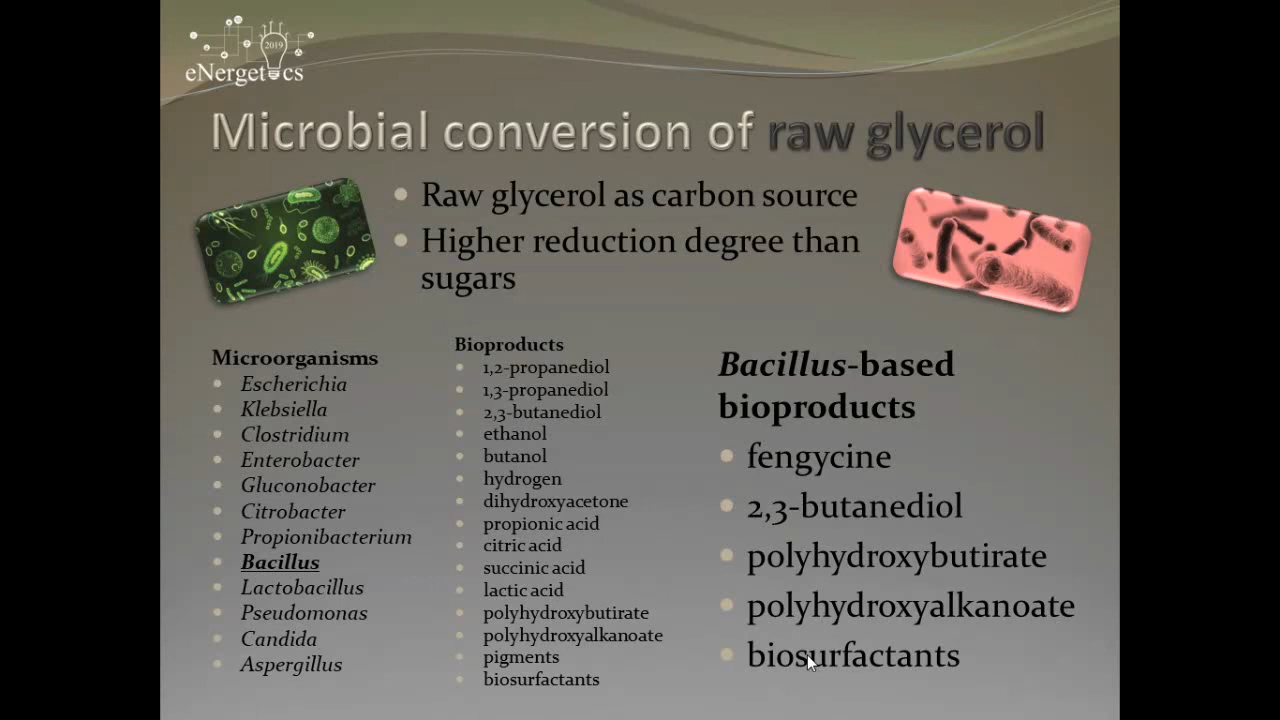 2019
eNergetics
Microbial conversion of raw glycerol
Raw glycerol as carbon source
Higher reduction degree than
sugars
Microorganisms
Escherichia
Klebsiella
Clostridium
Enterobacter
Gluconobacter
Citrobacter
Propionibacterium
Bacillus
Lactobacillus
Pseudomonas
Candida
Aspergillus
Bioproducts
1,2-propanediol
1,3-propanediol
2,3-butanediol
ethanol
butanol
hydrogen
dihydroxyacetone
propionic acid
citric acid
succinic acid
lactic acid
polyhydroxybutirate
polyhydroxyalkanoate
pigments
biosurfactants
Bacillus-based
bioproducts
fengycine
2,3-butanediol
polyhydroxybutirate
polyhydroxyalkanoate
biosurfactants